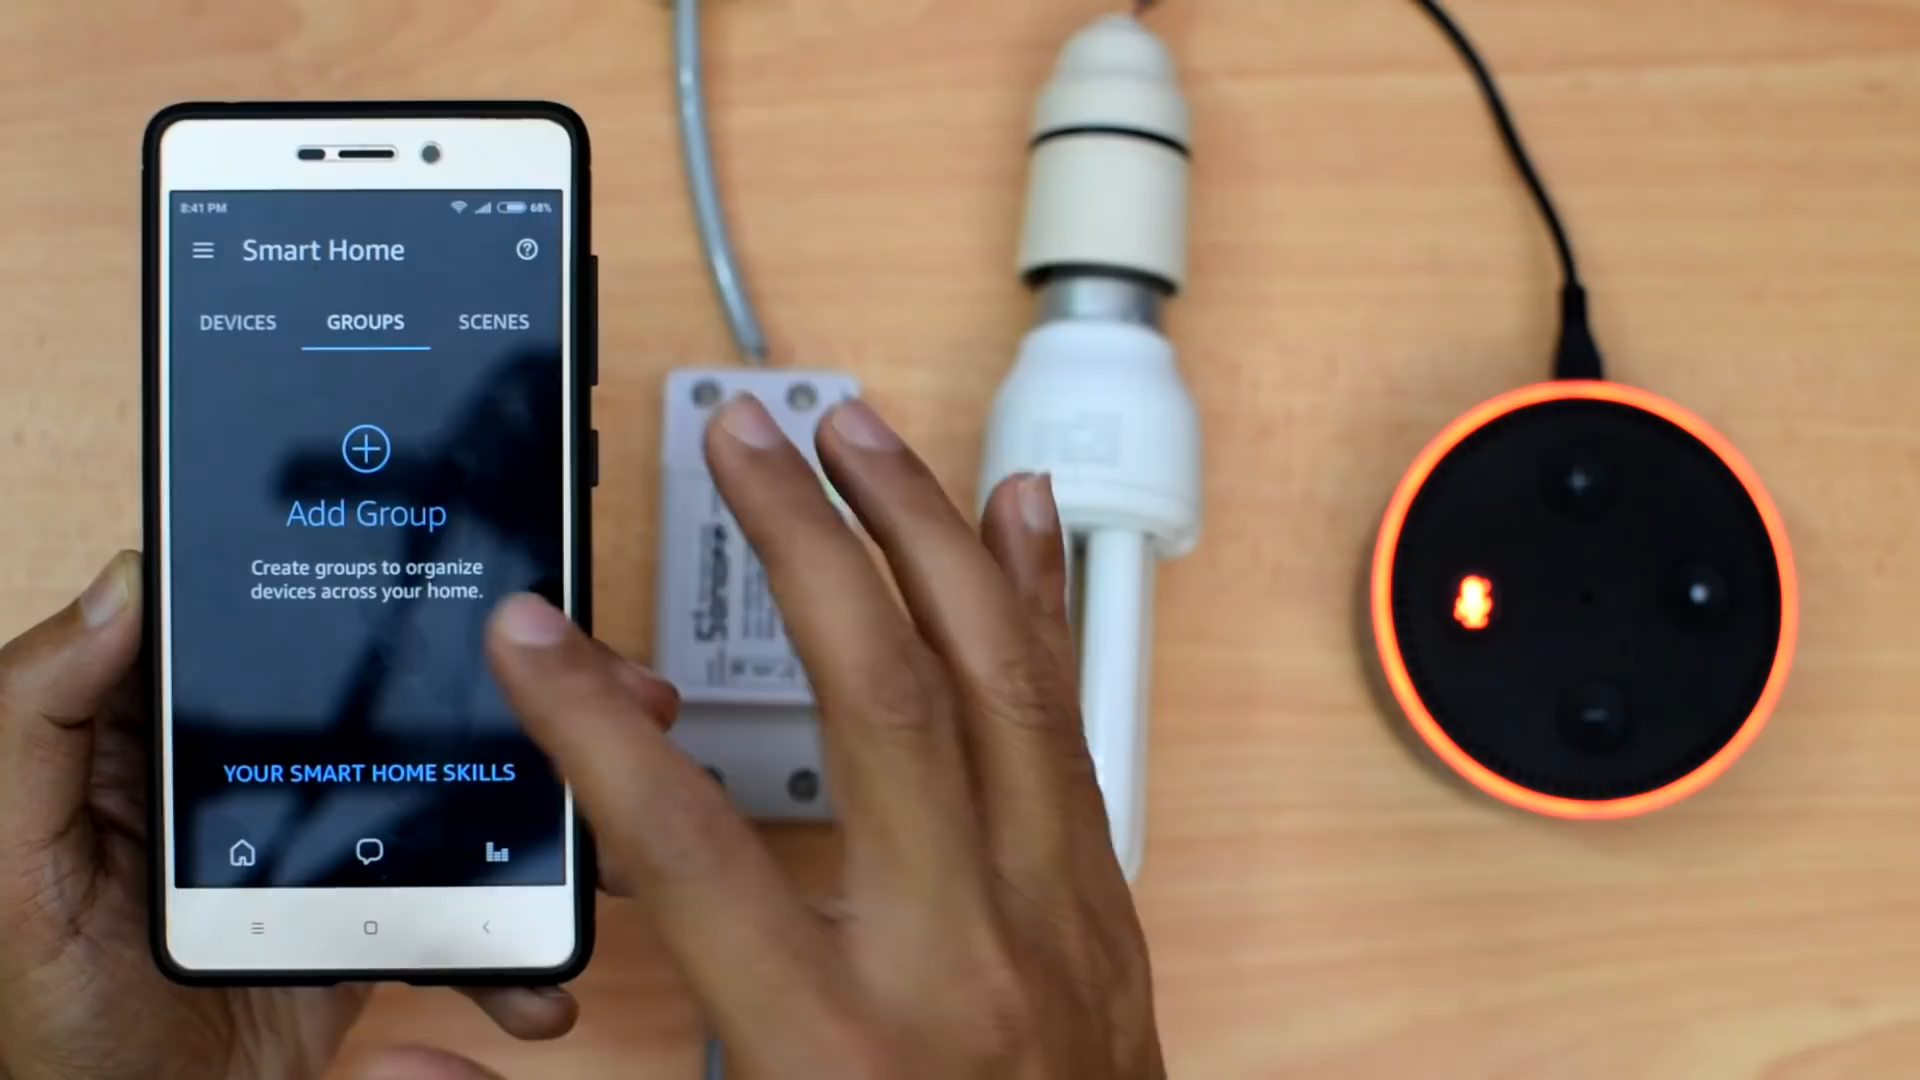 8:41 PM
68%
Smart Home
DEVICES
GROUPS
SCENES
Add Group
Create groups to organize
devices across your home.
YOUR SMART HOME SKILLS